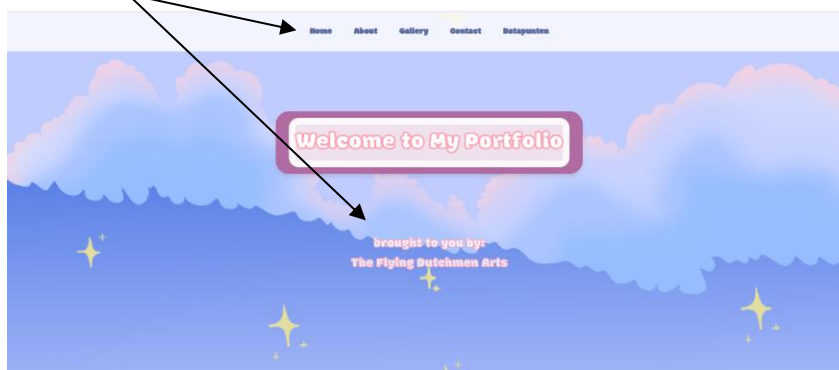 Home About Gallery Contact Datapunten
Welcome to My Portfolio
brought to you by:
The Flying Dutchmen Arts